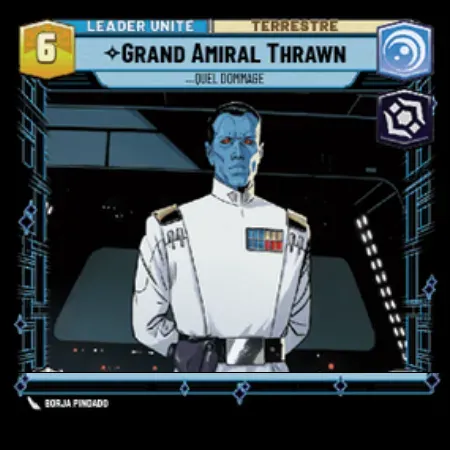 LEADER UNITÉ
TERRESTRE
6
GRAND AMIRAL THRAWN
...QUEL DOMMAGE
BORJA PINDADO